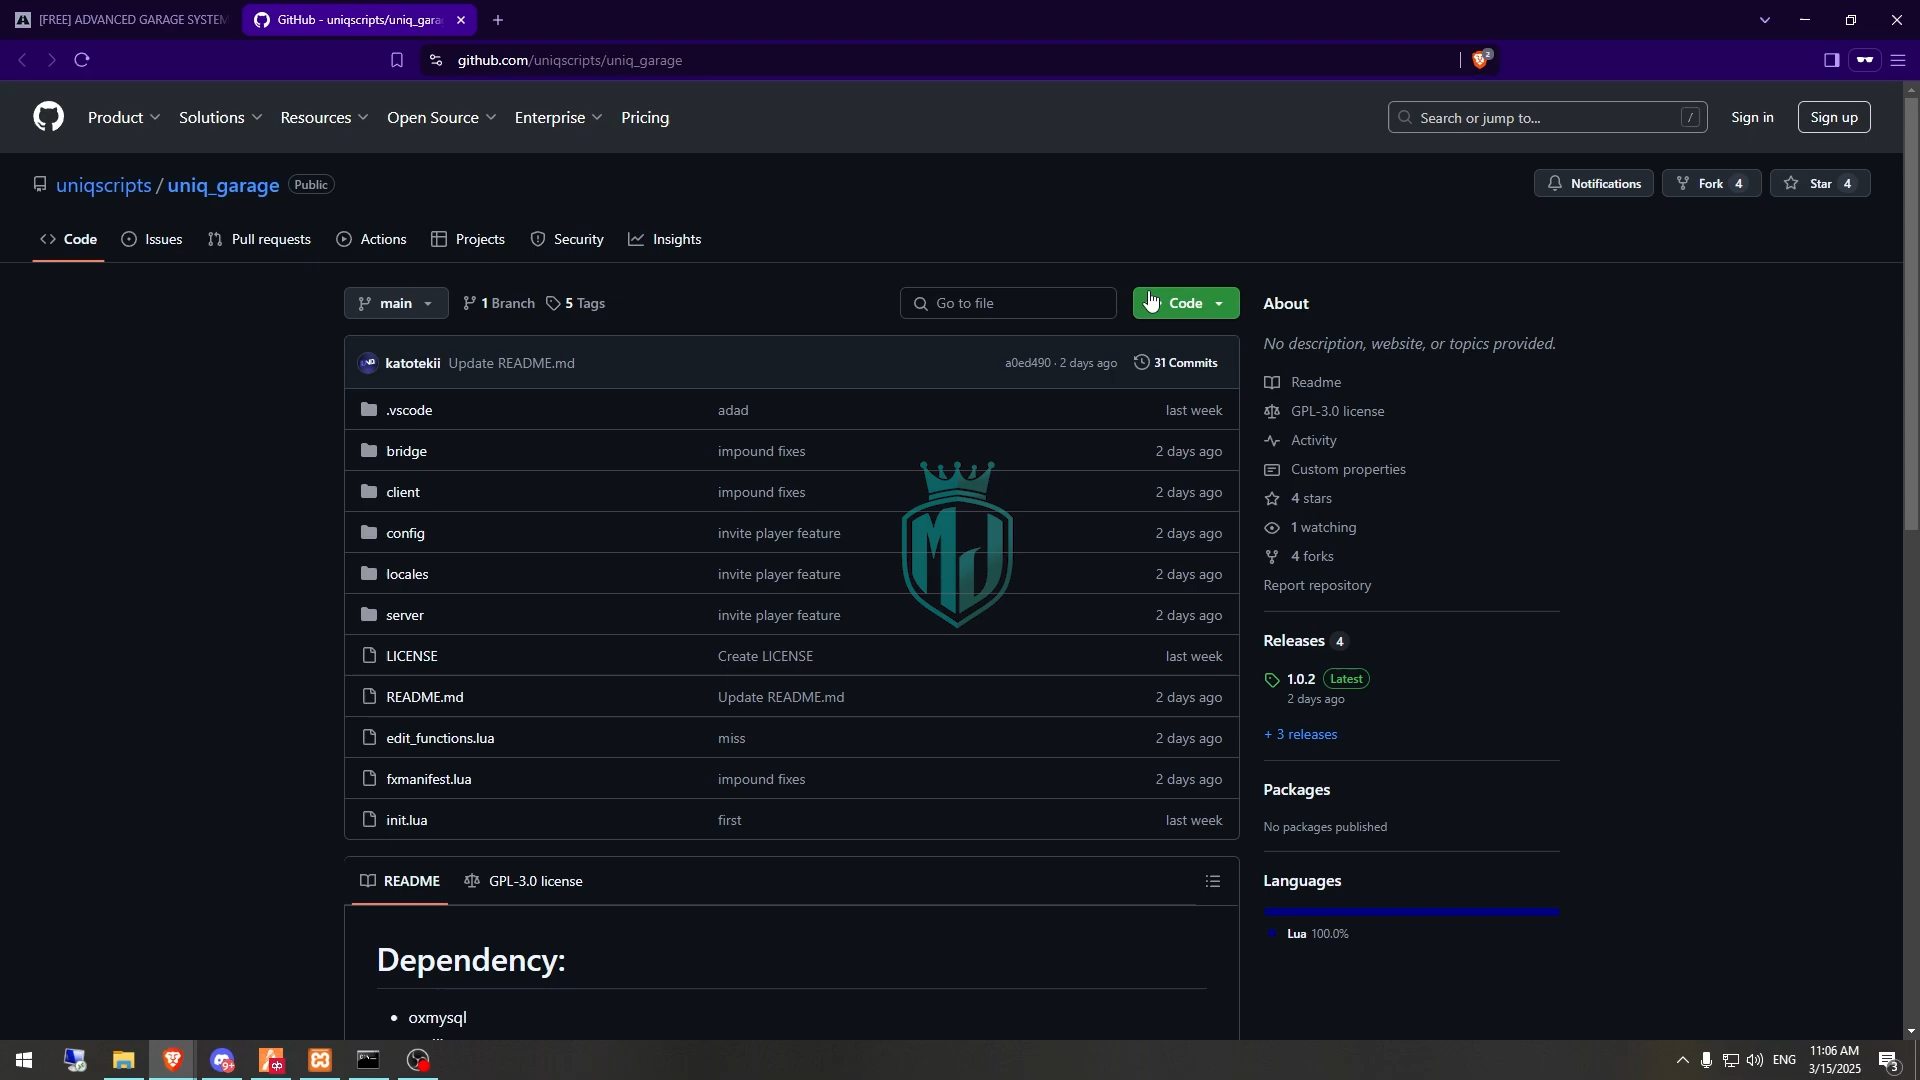 [FREE] ADVANCED GARAGE SYSTEM
GitHub - uniqscripts/uniq_gara
github.com/uniqscripts/uniq_garage
2
Product
Solutions
Resources
Open Source
Enterprise
Pricing
Search or jump to...
/
Sign in
Sign up
uniqscripts / uniq_garage Public
Notifications
Fork 4
Star 4
Code
Issues
Pull requests
Actions
Projects
Security
Insights
main
1 Branch
5 Tags
Go to file
Code
katotekii Update README.md a0ed490 · 2 days ago 31 Commits
.vscode adad last week
bridge impound fixes 2 days ago
client impound fixes 2 days ago
config invite player feature 2 days ago
locales invite player feature 2 days ago
server invite player feature 2 days ago
LICENSE Create LICENSE last week
README.md Update README.md 2 days ago
edit_functions.lua miss 2 days ago
fxmanifest.lua impound fixes 2 days ago
init.lua first last week
MJ
README
GPL-3.0 license
Dependency:
• oxmysql
About
No description, website, or topics provided.
Readme
GPL-3.0 license
Activity
Custom properties
4 stars
1 watching
4 forks
Report repository
Releases 4
1.0.2 Latest
2 days ago
+ 3 releases
Packages
No packages published
Languages
Lua 100.0%
9+
ENG
11:06 AM
3/15/2025
3